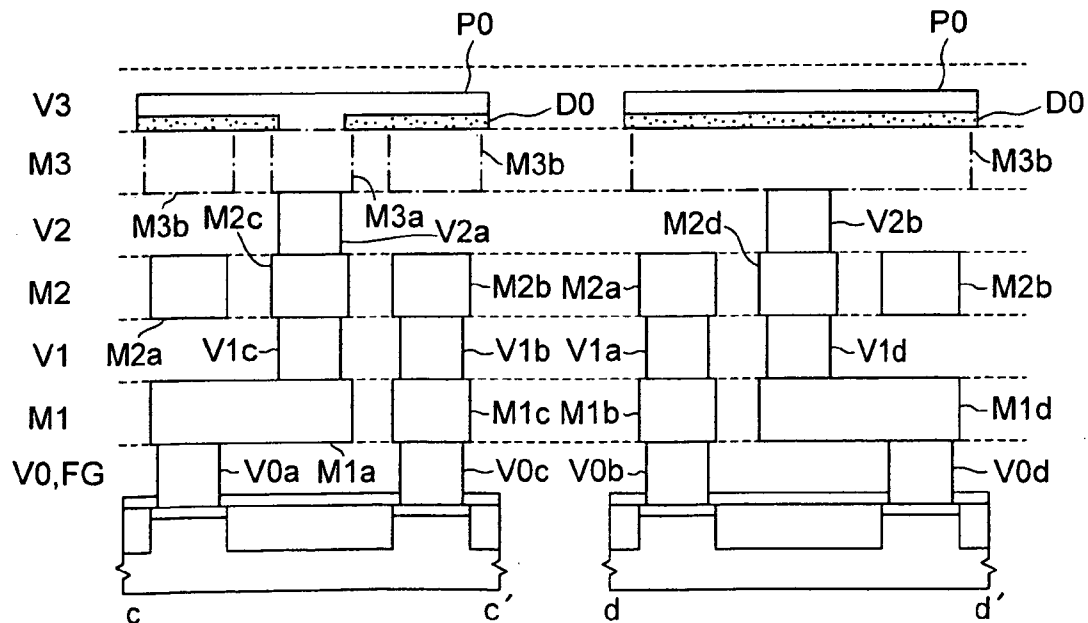 P0 P0
V3 D0 D0
M3 M3b M3b
M3b M2c M3a M2d
V2 V2a V2b
M2 M2b M2a M2b
M2a
V1 V1c V1b V1a V1d
M1 M1c M1b M1d
V0,FG V0a M1a V0c V0b V0d
c c′ d d′